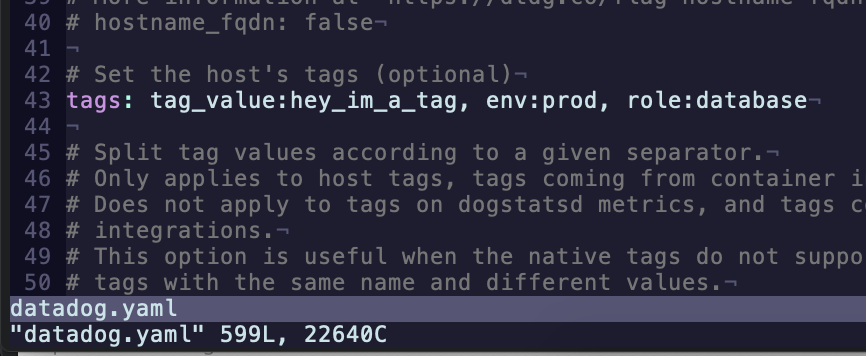 40 # hostname_fqdn: false¬
41 ¬
42 # Set the host's tags (optional)¬
43 tags: tag_value:hey_im_a_tag, env:prod, role:database¬
44 ¬
45 # Split tag values according to a given separator.¬
46 # Only applies to host tags, tags coming from container i
47 # Does not apply to tags on dogstatsd metrics, and tags c
48 # integrations.¬
49 # This option is useful when the native tags do not suppo
50 # tags with the same name and different values.¬
datadog.yaml
"datadog.yaml" 599L, 22640C